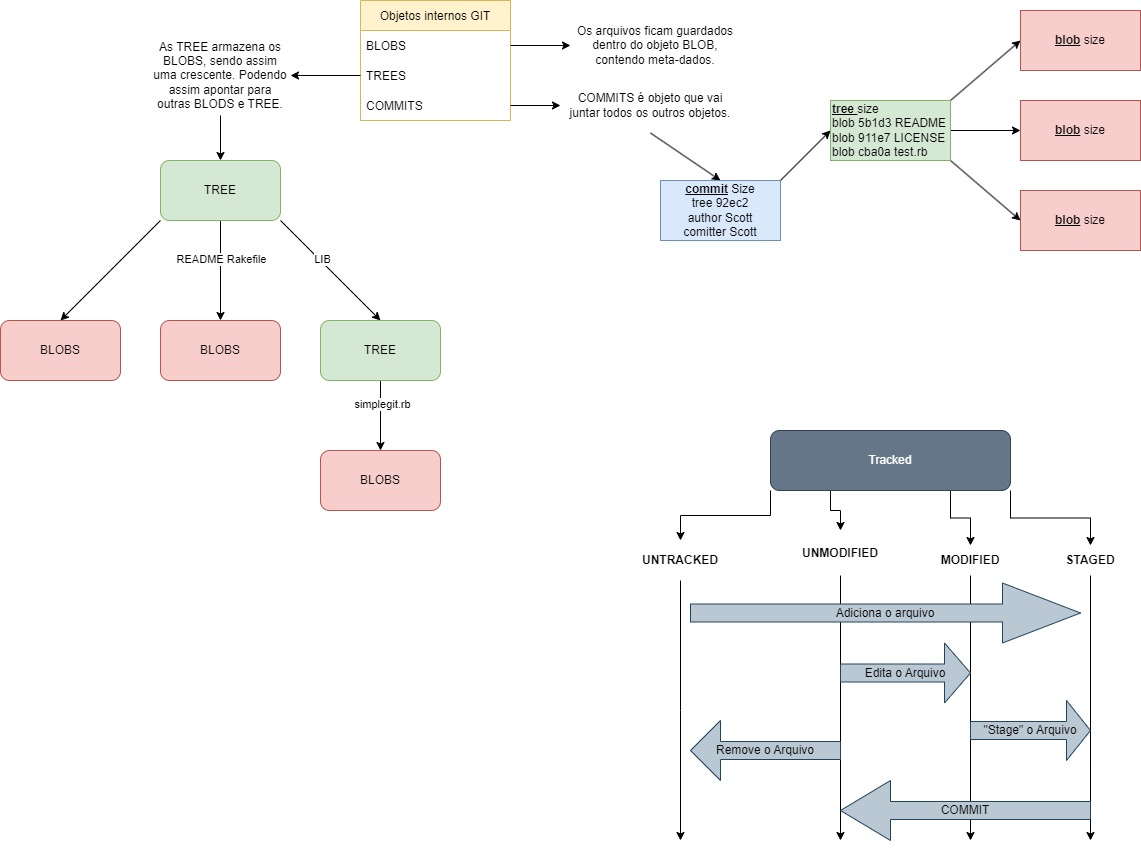 Objetos internos GIT
BLOBS
TREES
COMMITS
As TREE armazena os
BLOBS, sendo assim
uma crescente. Podendo
assim apontar para
outras BLODS e TREE.
Os arquivos ficam guardados
dentro do objeto BLOB,
contendo meta-dados.
COMMITS é objeto que vai
juntar todos os outros objetos.
commit Size
tree 92ec2
author Scott
comitter Scott
tree size
blob 5b1d3 README
blob 911e7 LICENSE
blob cba0a test.rb
blob size
blob size
blob size
TREE
README Rakefile
LIB
BLOBS
BLOBS
TREE
simplegit.rb
BLOBS
Tracked
UNTRACKED
UNMODIFIED
MODIFIED
STAGED
Adiciona o arquivo
Edita o Arquivo
"Stage" o Arquivo
Remove o Arquivo
COMMIT